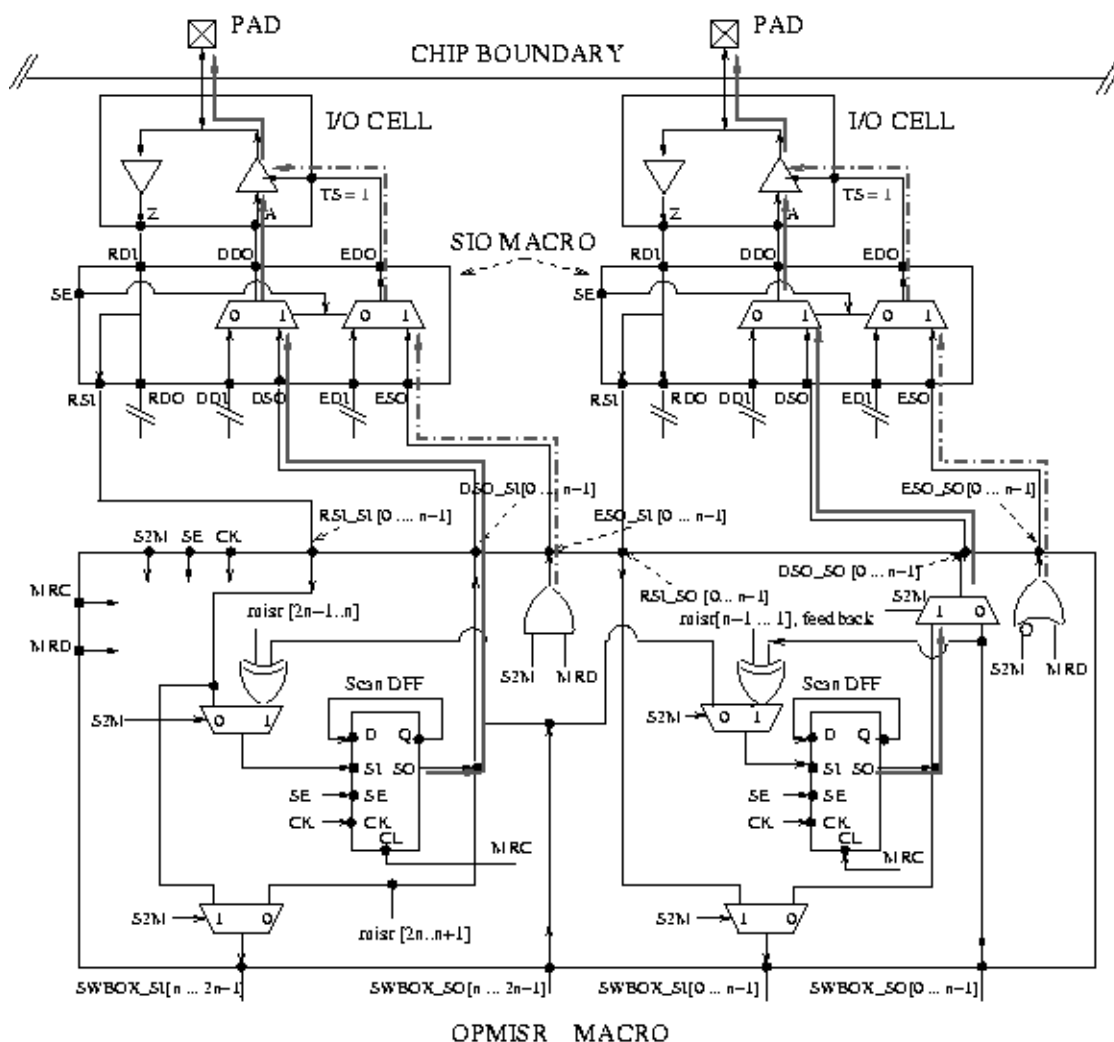 PAD PAD
CHIP BOUNDARY
I/O CELL I/O CELL
TS = 1 TS = 1
Z A Z A
RDI DDO EDO SIO MACRO RDI DDO EDO
SE SE
0 1 0 1 0 1 0 1
RSI RDO DDI DSO EDI ESO RSI RDO DDI DSO EDI ESO
DSO_SI[0 ... n-1] ESO_SO[0 ... n-1]
RSI_SI[0 .... n-1] ESO_SI[0 ... n-1]
S2M SE CK
DSO_SO [0 ... n-1]
MRC RSI_SO [0 ... n-1] S2M
misr [2n-1..n] misr[n-1 ... 1], feedback 1 0
MRD
S2M MRD S2M MRD
Scan DFF Scan DFF
S2M 0 1 S2M 0 1
D Q D Q
SI SO SI SO
SE SE SE SE
CK CK CK CK
CL CL
MRC MRC
S2M 1 0 S2M 1 0
misr [2n..n+1]
SWBOX_SI[n ... 2n-1] SWBOX_SO[n ... 2n-1] SWBOX_SI[0 ... n-1] SWBOX_SO[0 ... n-1]
OPMISR MACRO